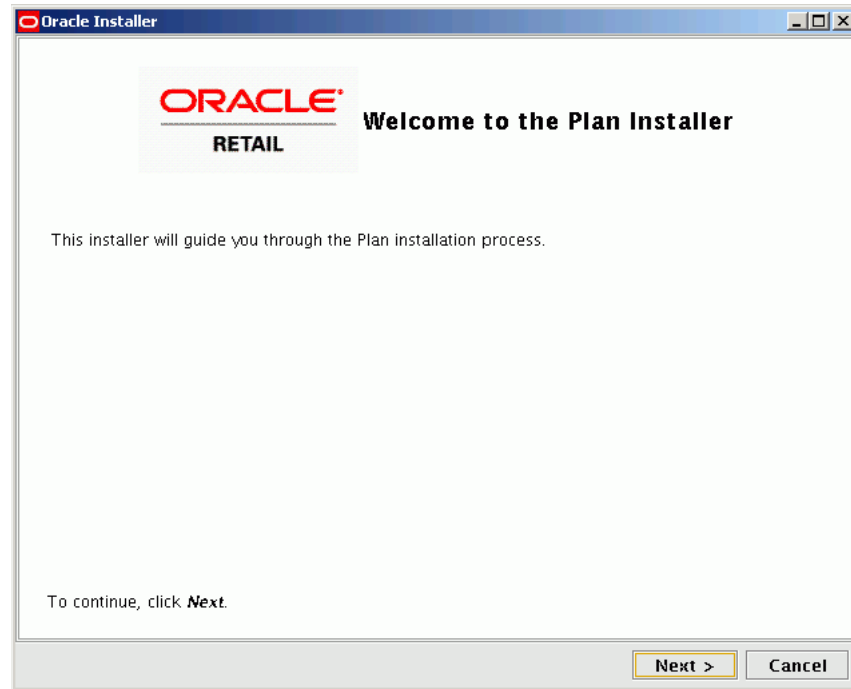 Oracle Installer
ORACLE®
RETAIL
Welcome to the Plan Installer
This installer will guide you through the Plan installation process.
To continue, click Next.
Next >
Cancel